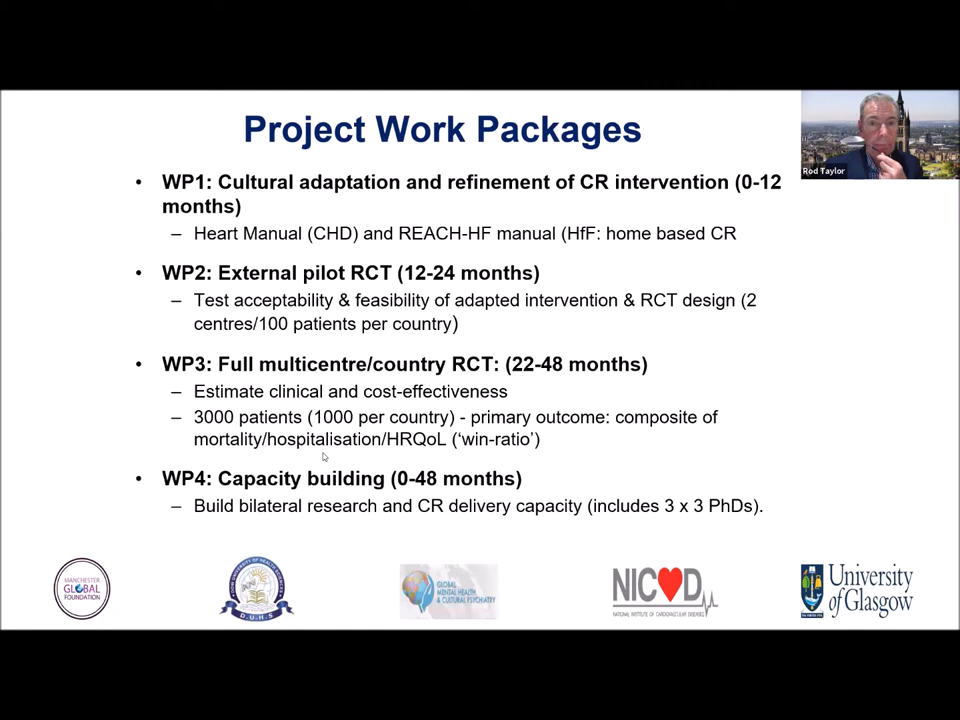 Project Work Packages
Rod Taylor
• WP1: Cultural adaptation and refinement of CR intervention (0-12
months)
– Heart Manual (CHD) and REACH-HF manual (HfF: home based CR
• WP2: External pilot RCT (12-24 months)
– Test acceptability & feasibility of adapted intervention & RCT design (2
centres/100 patients per country)
• WP3: Full multicentre/country RCT: (22-48 months)
– Estimate clinical and cost-effectiveness
– 3000 patients (1000 per country) - primary outcome: composite of
mortality/hospitalisation/HRQoL (‘win-ratio’)
• WP4: Capacity building (0-48 months)
– Build bilateral research and CR delivery capacity (includes 3 x 3 PhDs).
MANCHESTER
GLOBAL
FOUNDATION
D.U.H.S
GLOBAL
MENTAL HEALTH
& CULTURAL PSYCHIATRY
NICVD
NATIONAL INSTITUTE OF CARDIOVASCULAR DISEASES
University
of Glasgow